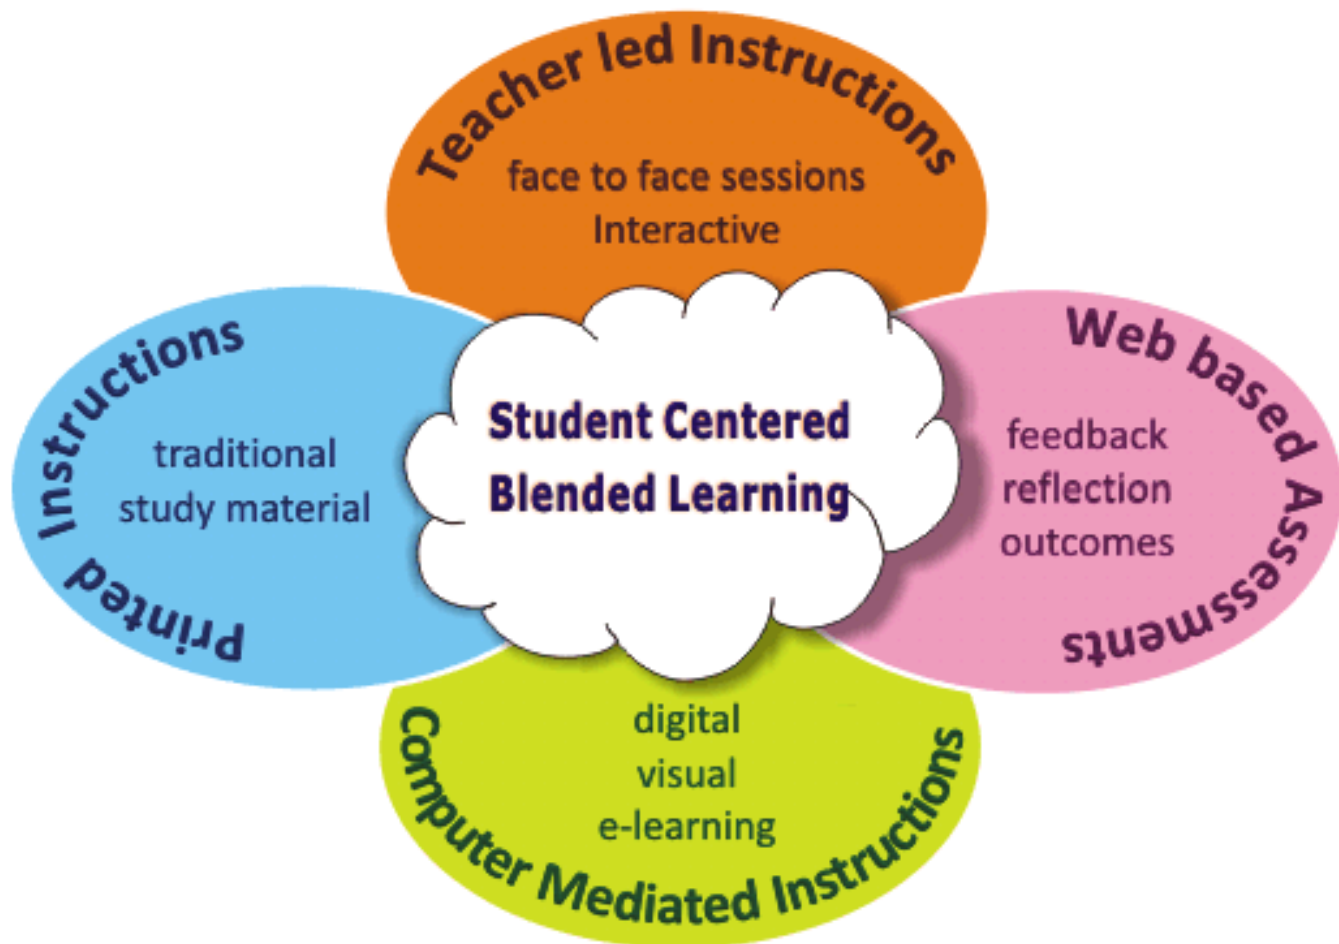 Teacher led Instructions
face to face sessions
Interactive
Printed Instructions
traditional
study material
Student Centered
Blended Learning
Web based Assessments
feedback
reflection
outcomes
digital
visual
e-learning
Computer Mediated Instructions